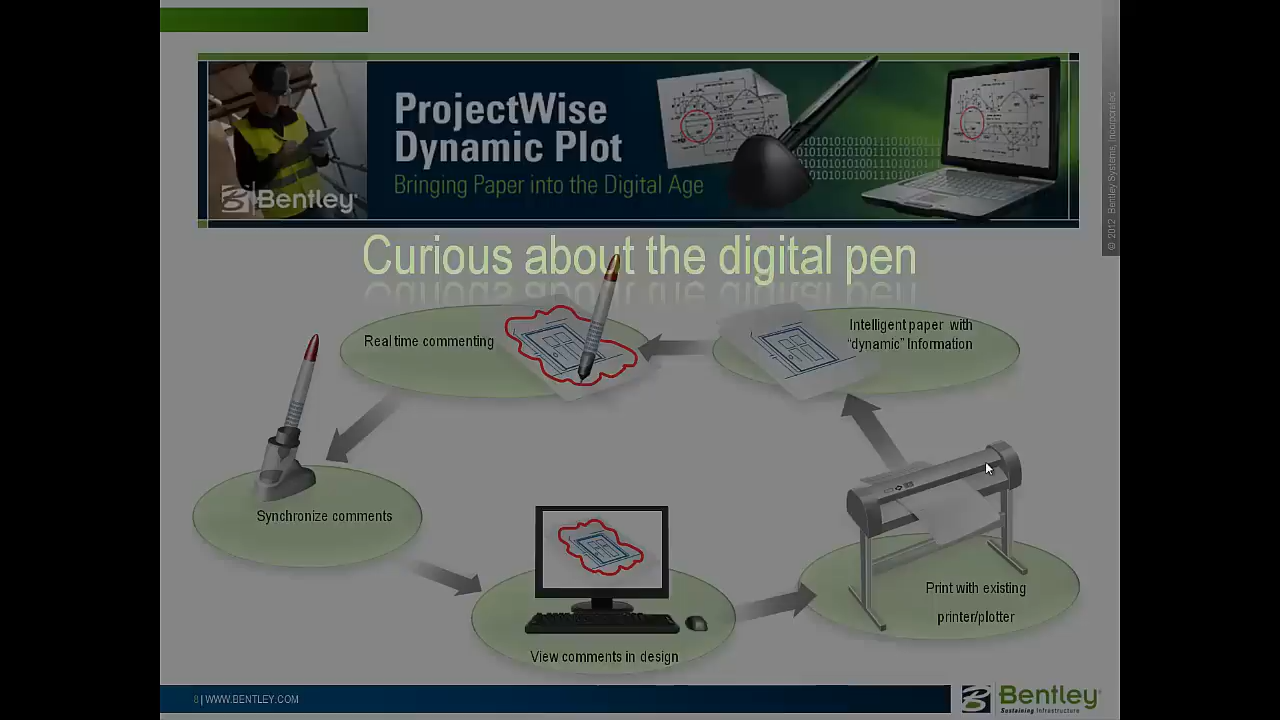 ProjectWise
Dynamic Plot
Bringing Paper into the Digital Age
Bentley
1010101010011101010101
© 2012 Bentley Systems, Incorporated
Curious about the digital pen
Real time commenting
Intelligent paper with
"dynamic" Information
Synchronize comments
View comments in design
Print with existing
printer/plotter
8 | WWW.BENTLEY.COM
Bentley
Sustaining Infrastructure